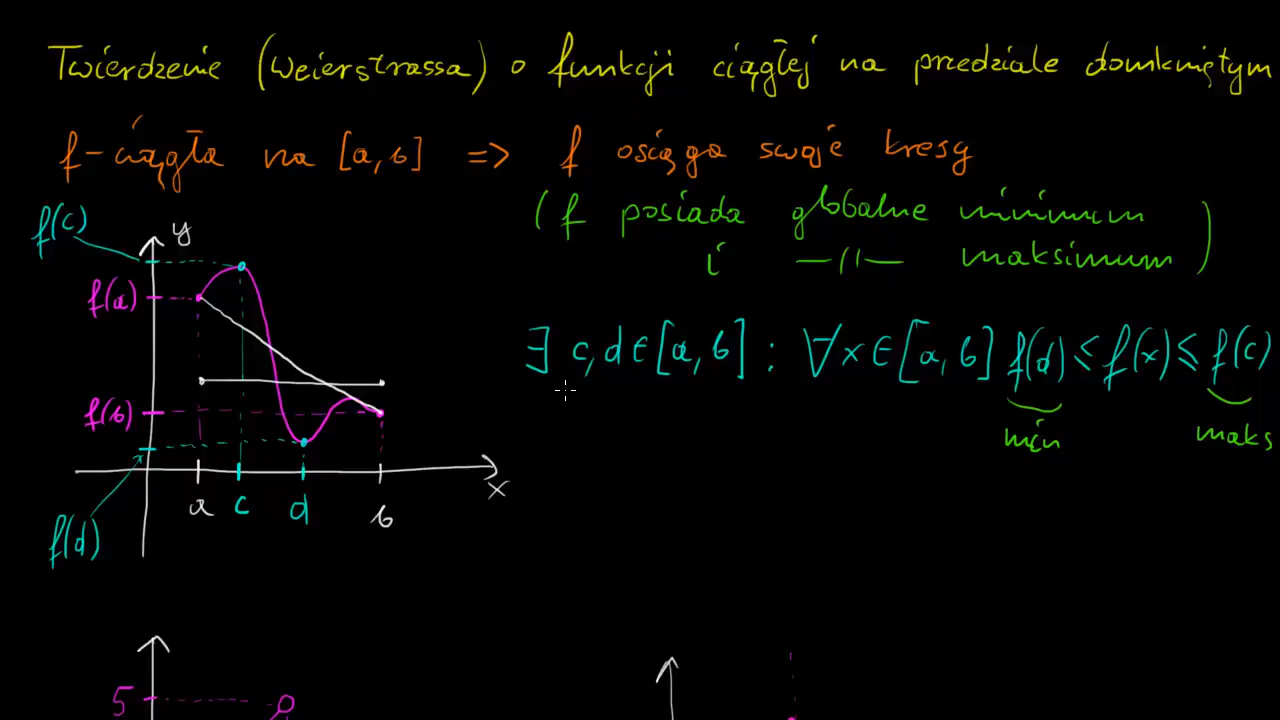 Twierdzenie (Weierstrassa) o funkcji ciągłej na przedziale domkniętym
f-ciągła na [a,b] => f osiąga swoje kresy
(f posiada globalne minimum
i —//— maksimum)
∃ c,d∈[a,b] : ∀x∈[a,b] f(d)≤f(x)≤f(c)
min maks
f(c)
y
f(a)
f(b)
x
a c d b
f(d)
5